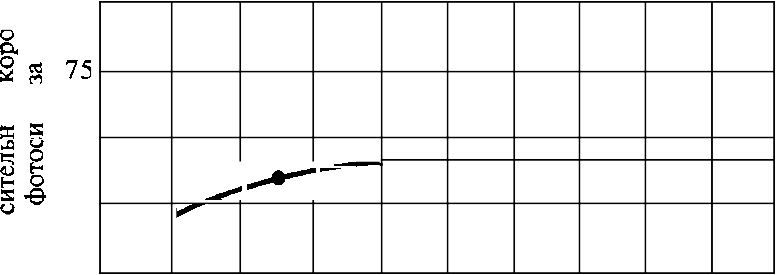 сительн коро
фотоси за
75